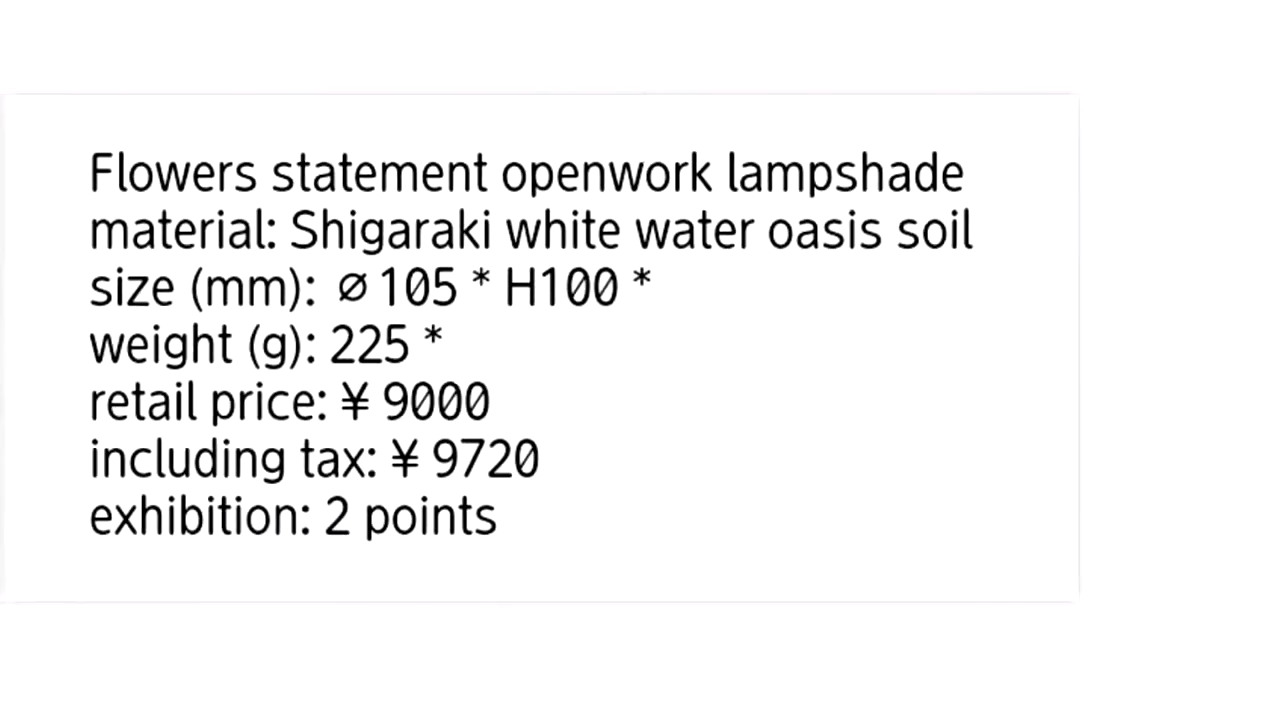 Flowers statement openwork lampshade
material: Shigaraki white water oasis soil
size (mm): ⌀ 105 * H100 *
weight (g): 225 *
retail price: ¥ 9000
including tax: ¥ 9720
exhibition: 2 points